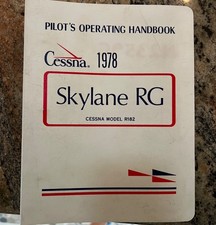 PILOT'S OPERATING HANDBOOK
Cessna® 1978
Skylane RG
CESSNA MODEL R182